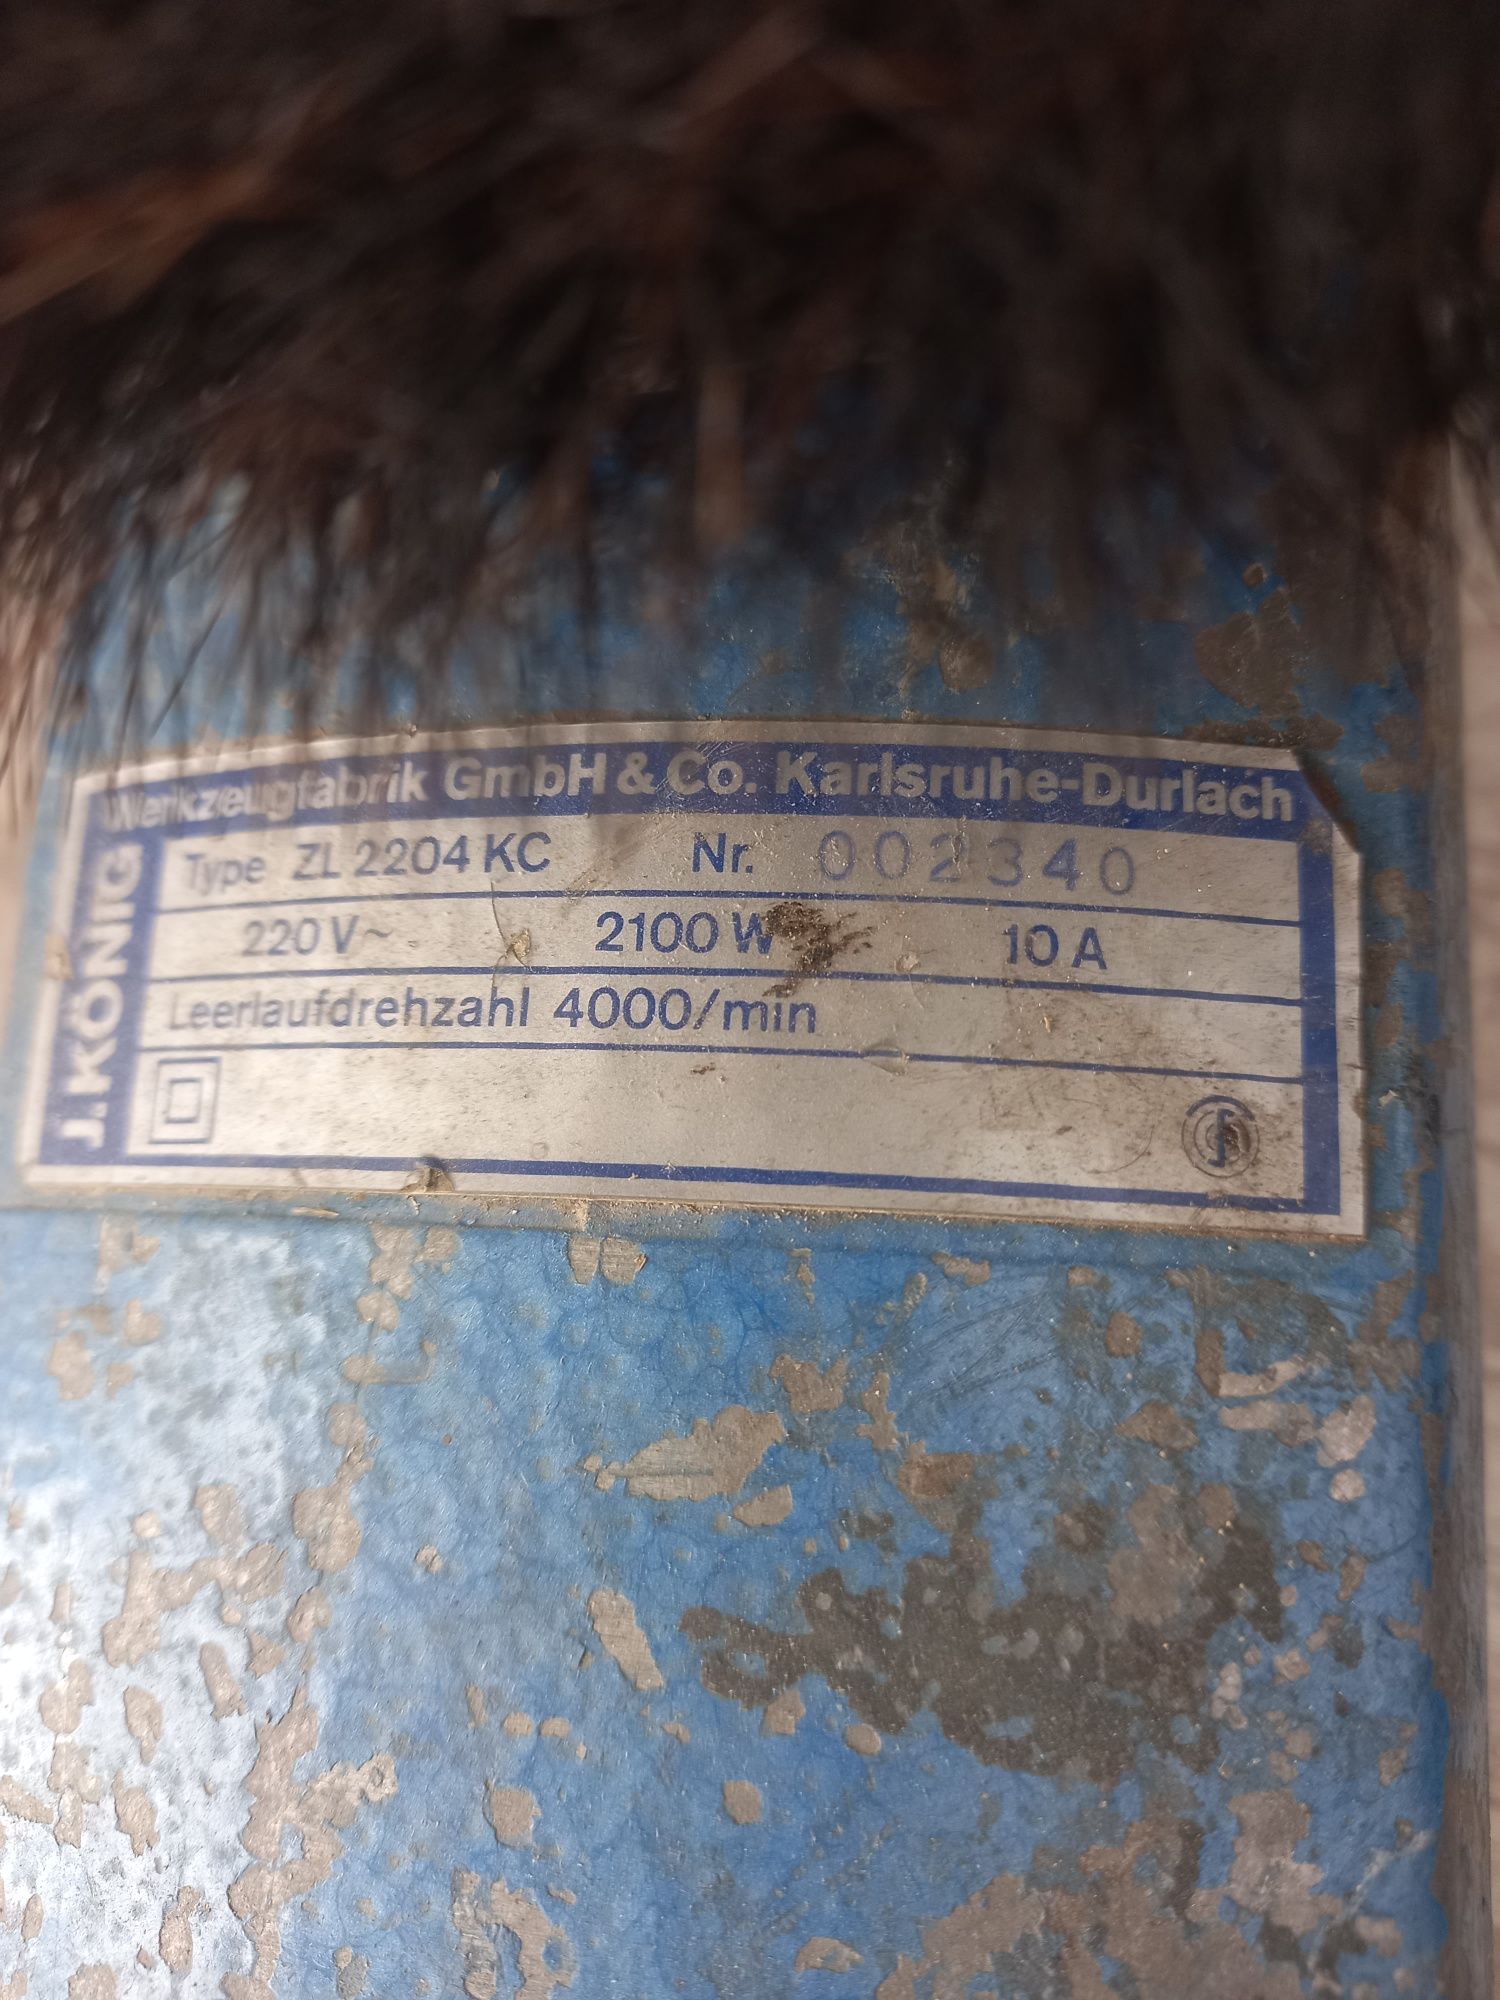 J.KÖNIG
Werkzeugfabrik GmbH & Co. Karlsruhe-Durlach
Type ZL 2204 KC Nr. 002340
220 V~ 2100 W 10 A
Leerlaufdrehzahl 4000/min